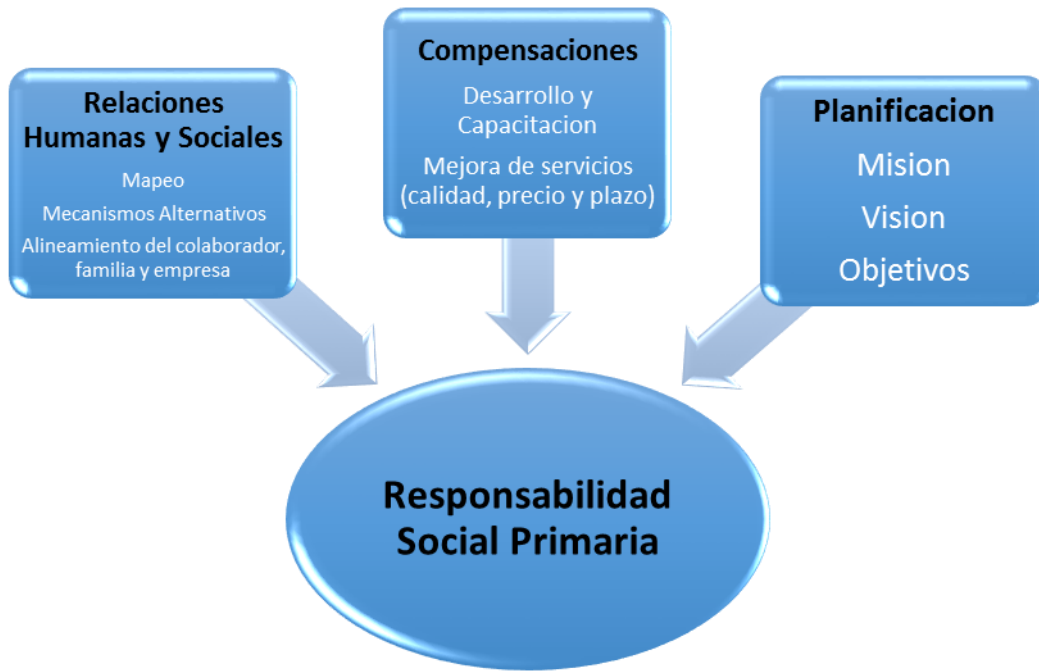 Relaciones
Humanas y Sociales
Mapeo
Mecanismos Alternativos
Alineamiento del colaborador,
familia y empresa
Compensaciones
Desarrollo y
Capacitacion
Mejora de servicios
(calidad, precio y plazo)
Planificacion
Mision
Vision
Objetivos
Responsabilidad
Social Primaria